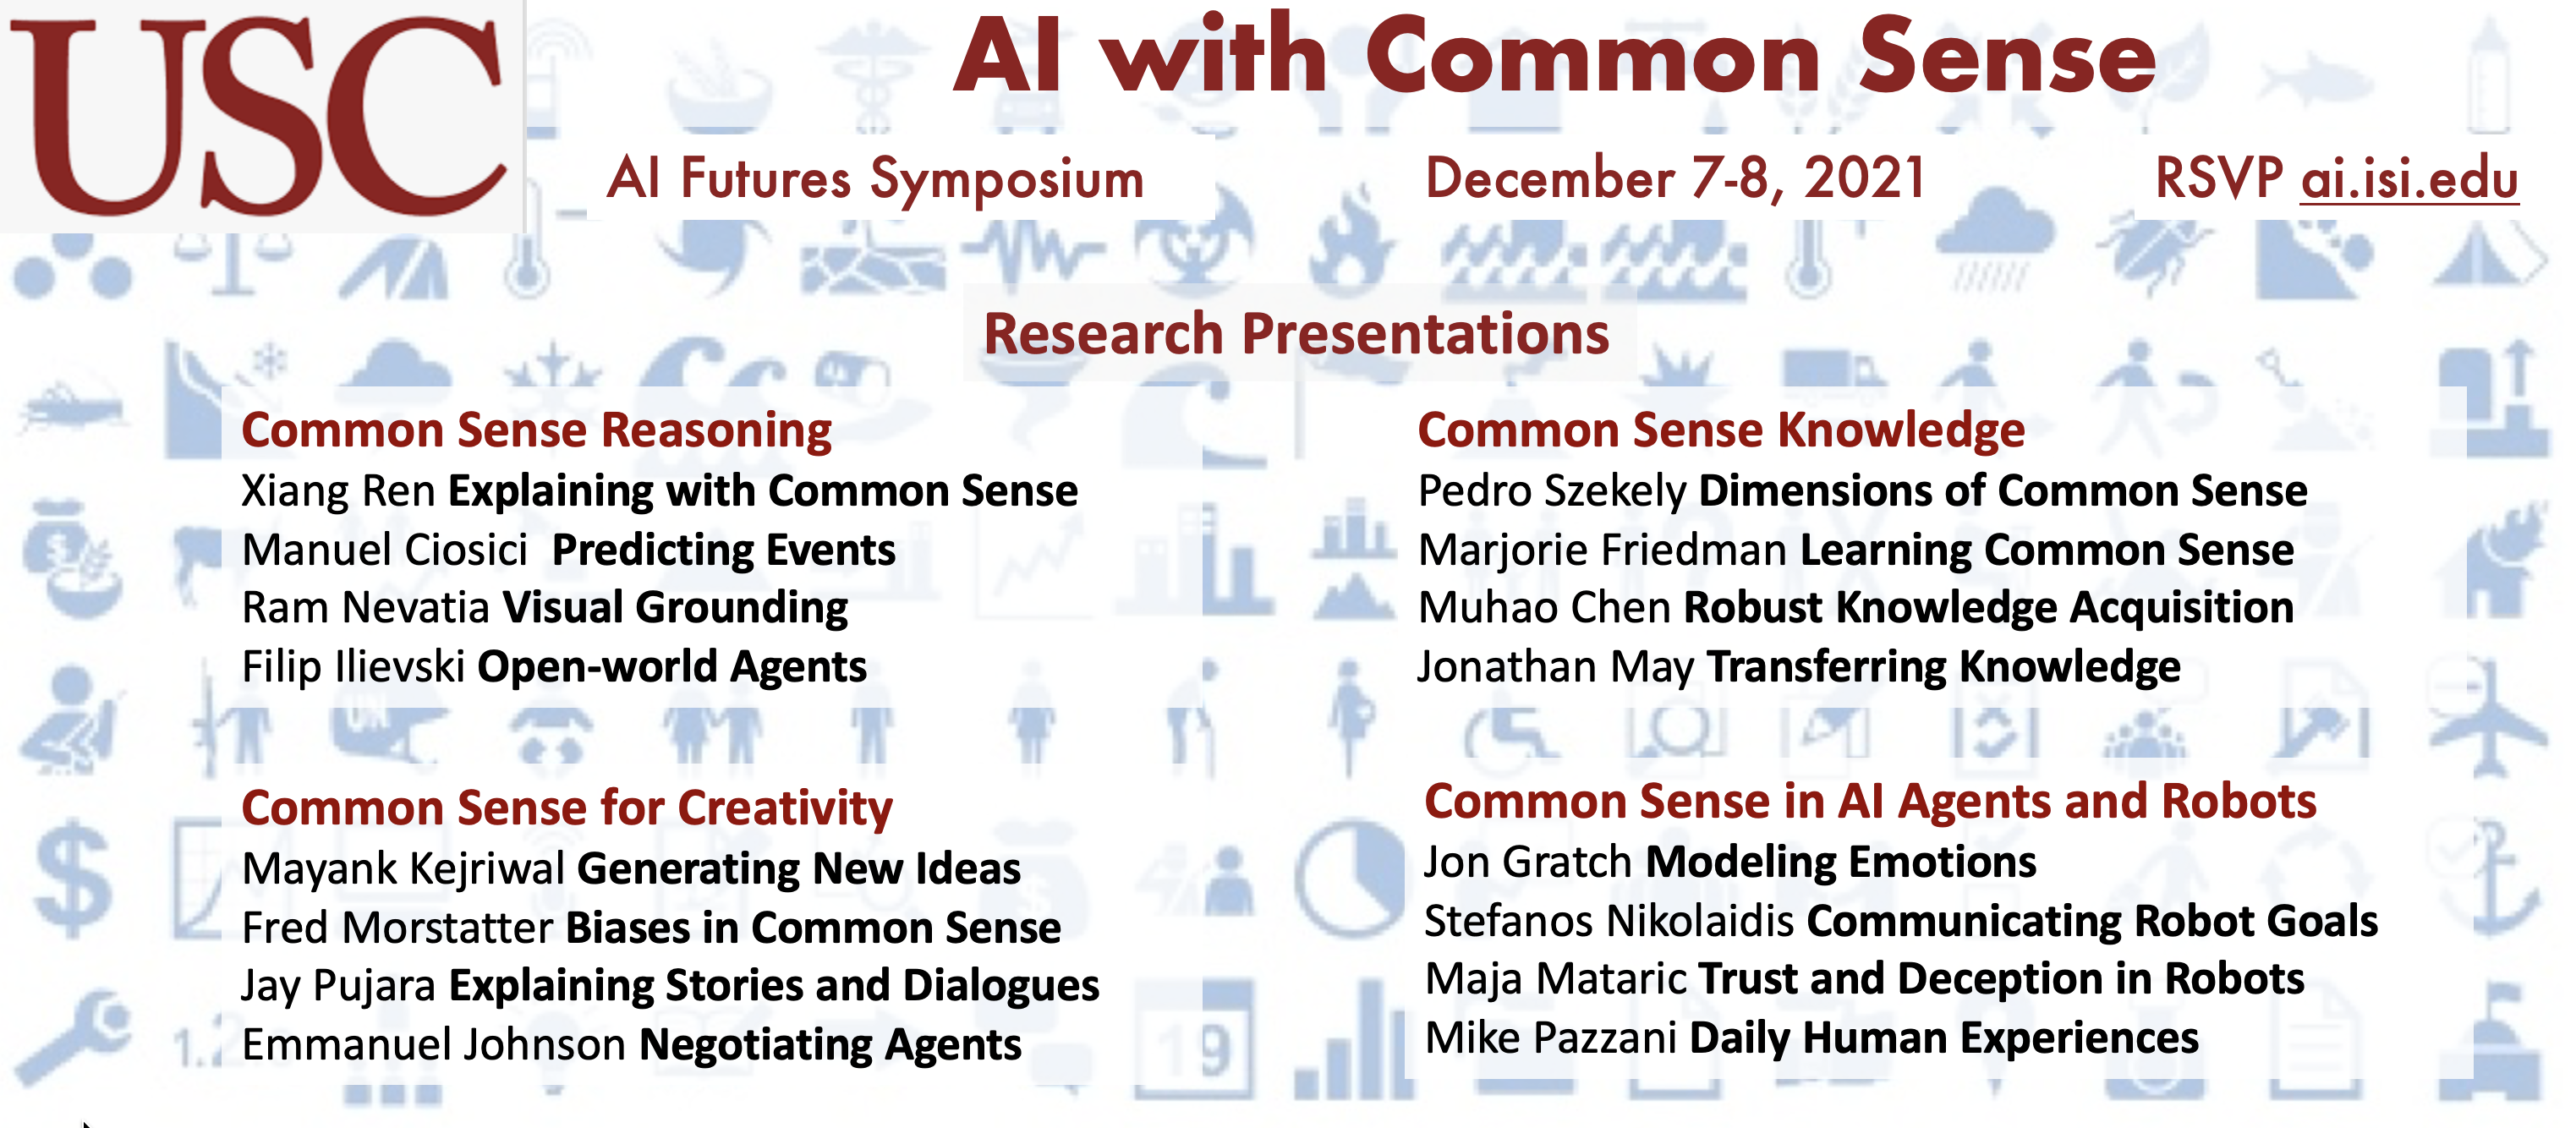 USC
AI with Common Sense
AI Futures Symposium
December 7-8, 2021
RSVP ai.isi.edu
Research Presentations
Common Sense Reasoning
Xiang Ren Explaining with Common Sense
Manuel Ciosici  Predicting Events
Ram Nevatia Visual Grounding
Filip Ilievski Open-world Agents
Common Sense Knowledge
Pedro Szekely Dimensions of Common Sense
Marjorie Friedman Learning Common Sense
Muhao Chen Robust Knowledge Acquisition
Jonathan May Transferring Knowledge
Common Sense for Creativity
Mayank Kejriwal Generating New Ideas
Fred Morstatter Biases in Common Sense
Jay Pujara Explaining Stories and Dialogues
Emmanuel Johnson Negotiating Agents
Common Sense in AI Agents and Robots
Jon Gratch Modeling Emotions
Stefanos Nikolaidis Communicating Robot Goals
Maja Mataric Trust and Deception in Robots
Mike Pazzani Daily Human Experiences
UN
$
19